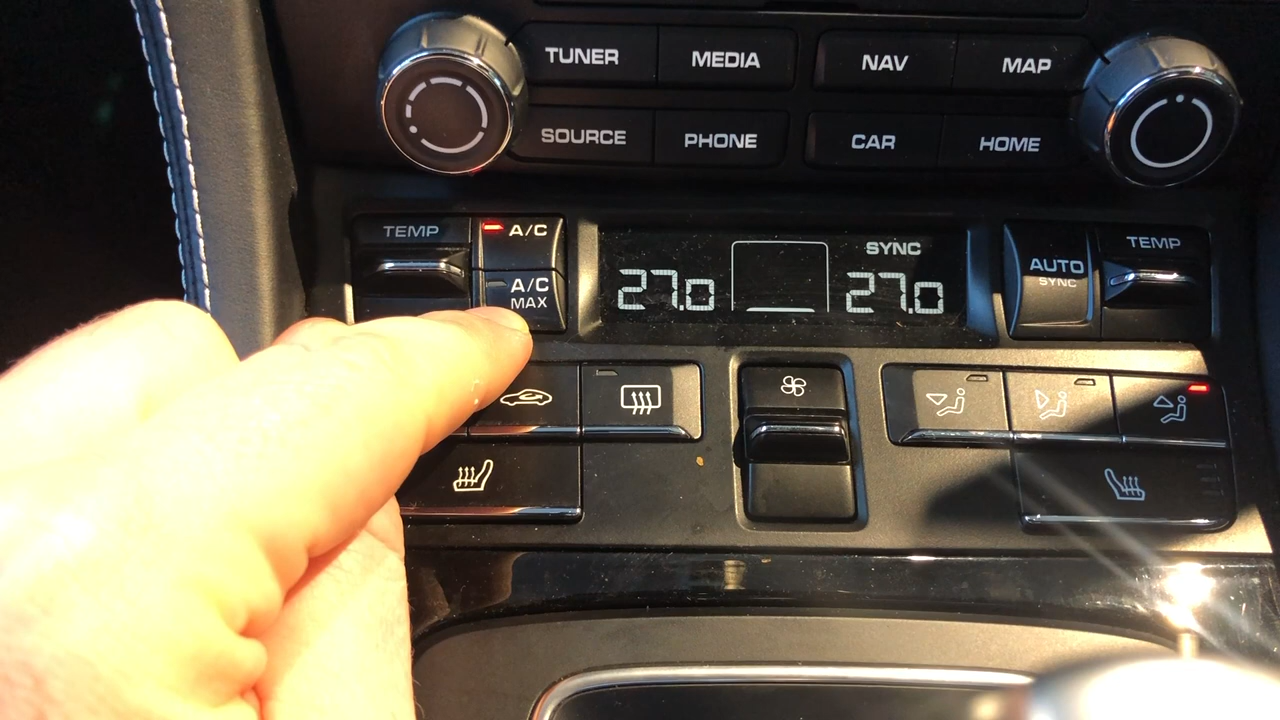 TUNER MEDIA NAV MAP
SOURCE PHONE CAR HOME
TEMP A/C
A/C
MAX
SYNC
27.0 27.0
AUTO
SYNC
TEMP